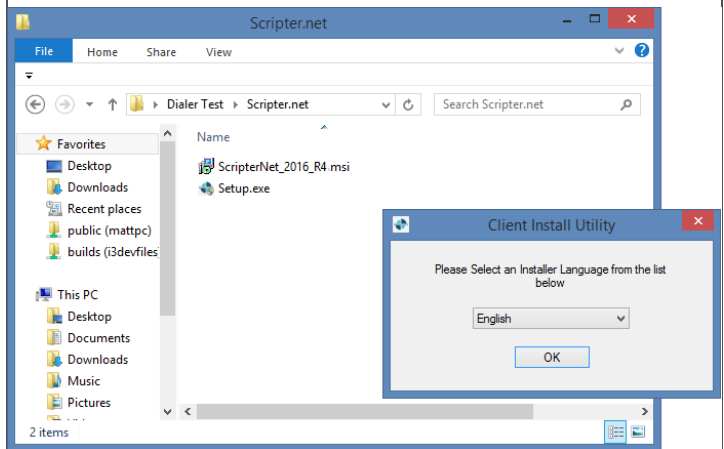 Scripter.net
File Home Share View
Dialer Test Scripter.net
Search Scripter.net
Favorites
Desktop
Downloads
Recent places
public (mattpc)
builds (i3devfiles
This PC
Desktop
Documents
Downloads
Music
Pictures
Name
ScripterNet_2016_R4.msi
Setup.exe
Client Install Utility
Please Select an Installer Language from the list
below
English
OK
2 items